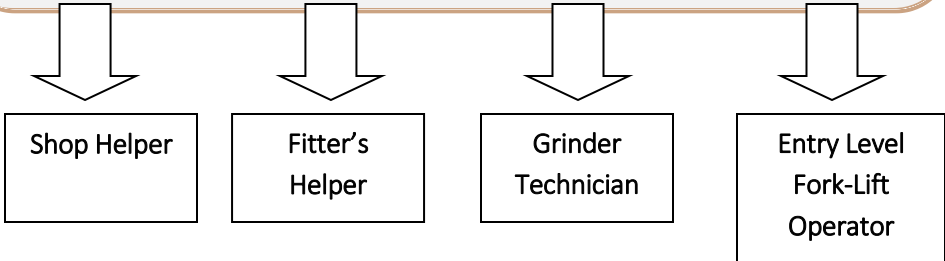 Shop Helper
Fitter’s
Helper
Grinder
Technician
Entry Level
Fork-Lift
Operator